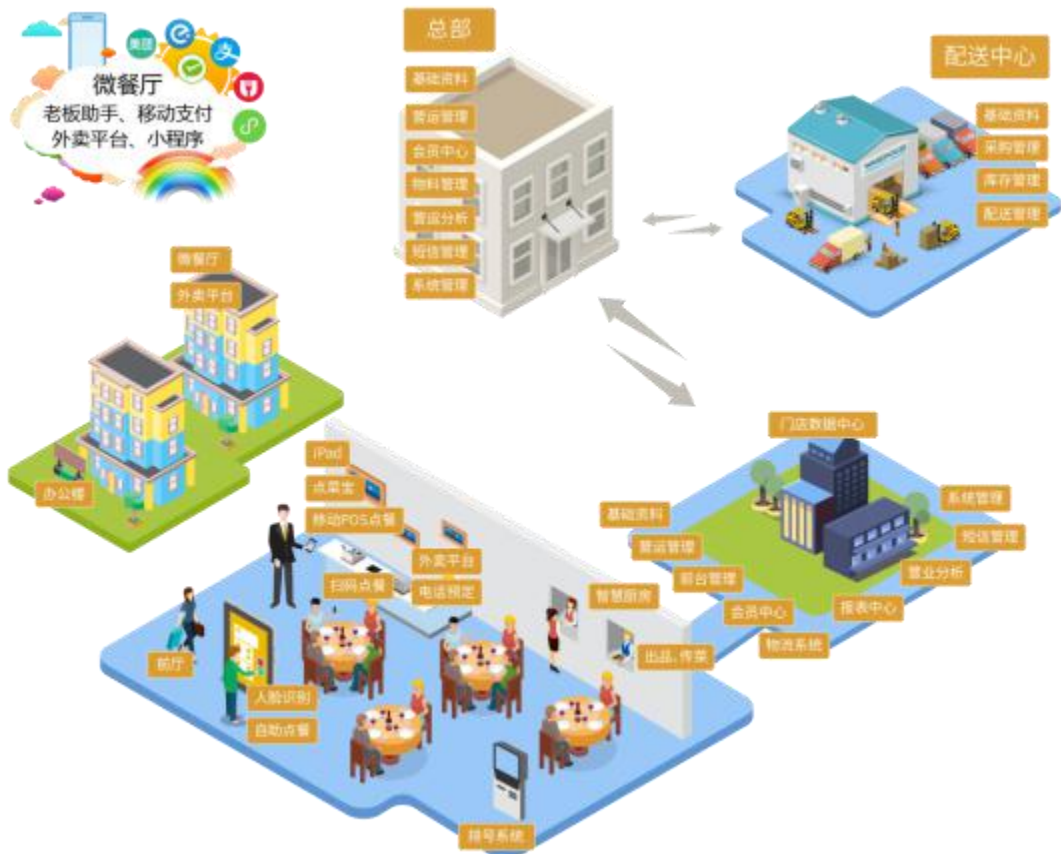 美团
微餐厅
老板助手、移动支付
外卖平台、小程序
总部
基础资料
营运管理
会员中心
物料管理
营运分析
短信管理
系统管理
配送中心
基础资料
采购管理
库存管理
配送管理
微餐厅
外卖平台
办公楼
iPad
点菜宝
移动POS点餐
外卖平台
扫码点餐
电话预定
智慧厨房
出品、传菜
前厅
人脸识别
自助点餐
排号系统
门店数据中心
基础资料
营运管理
前台管理
会员中心
物流系统
报表中心
营业分析
短信管理
系统管理